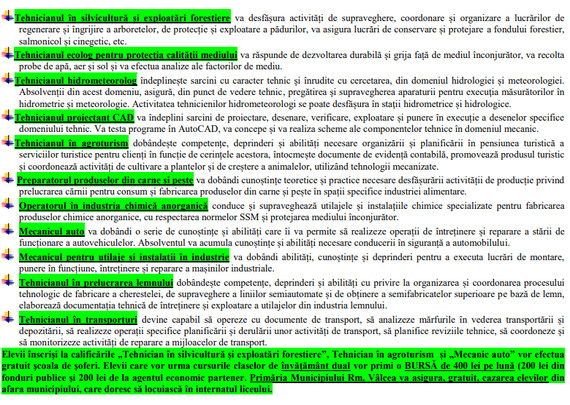 Tehnicianul în silvicultură și exploatări forestiere va desfășura activități de supraveghere, coordonare și organizare a lucrărilor de
regenerare și îngrijire a arboretelor, de protecție și exploatare a pădurilor, va asigura lucrări de conservare și protejare a fondului forestier,
salmonicol și cinegetic, etc.
Tehnicianul ecolog pentru protecția calității mediului va răspunde de dezvoltarea durabilă și grija față de mediul înconjurător, va recolta
probe de apă, aer și sol și va efectua analize ale factorilor de mediu.
Tehnicianul hidrometeorolog îndeplinește sarcini cu caracter tehnic și înrudite cu cercetarea, din domeniul hidrologiei și meteorologiei.
Absolvenții din acest domeniu, asigură, din punct de vedere tehnic, pregătirea și supravegherea aparaturii pentru execuția măsurătorilor în
hidrometrie și meteorologie. Activitatea tehnicienilor hidrometeorologi se poate desfășura în stații hidrometrice și hidrologice.
Tehnicianul proiectant CAD va îndeplini sarcini de proiectare, desenare, verificare, exploatare și punere în execuție a desenelor specifice
domeniului tehnic. Va testa programe în AutoCAD, va concepe și va realiza scheme ale componentelor tehnice în domeniul mecanic.
Tehnicianul în agroturism dobândește competențe, deprinderi și abilități necesare organizării și planificării în pensiunea turistică a
serviciilor turistice pentru clienți în funcție de cerințele acestora, întocmește documente de evidență contabilă, promovează produsul turistic
și coordonează activități de cultivare a plantelor și de creștere a animalelor, utilizând tehnologii mecanizate.
Preparatorul produselor din carne si peste va dobândi cunoștințe teoretice și practice necesare desfășurării activității de producție privind
prelucrarea cărnii pentru consum și fabricarea produselor din carne și pește în spații specifice industriei alimentare.
Operatorul în industria chimică anorganică conduce și supraveghează utilajele și instalațiile chimice specializate pentru fabricarea
produselor chimice anorganice, cu respectarea normelor SSM și protejarea mediului înconjurător.
Mecanicul auto va dobândi o serie de cunoștințe și abilități care îi va permite să realizeze operații de întreținere și reparare a stării de
funcționare a autovehiculelor. Absolventul va acumula cunoștințe și abilități necesare conducerii în siguranță a automobilului.
Mecanicul pentru utilaje și instalații în industrie va dobândi abilități, cunoștințe și deprinderi pentru a executa lucrări de montare,
punere în funcțiune, întreținere și reparare a mașinilor industriale.
Tehnicianul în prelucrarea lemnului dobândește competențe, deprinderi și abilități cu privire la organizarea și coordonarea procesului
tehnologic de fabricare a cherestelei, de supraveghere a liniilor semiautomate și de obținere a semifabricatelor superioare pe bază de lemn,
elaborează documentația tehnică de întreținere și exploatare a utilajelor din industria lemnului.
Tehnicianul în transporturi devine capabil să opereze cu documente de transport, să analizeze mărfurile în vederea transportării și
depozitării, să realizeze operații specifice planificării și derulării unor activități de transport, să planifice reviziile tehnice, să coordoneze și
să monitorizeze activități de reparare a mijloacelor de transport.
Elevii înscriși la calificările „Tehnician în silvicultură și exploatări forestiere”, Tehnician în agroturism și „Mecanic auto” vor efectua
gratuit școala de șoferi. Elevii care vor urma cursurile claselor de învățământ dual vor primi o BURSĂ de 400 lei pe lună (200 lei din
fonduri publice și 200 lei de la agentul economic partener. Primăria Municipiului Rm. Vâlcea va asigura, gratuit, cazarea elevilor din
afara municipiului, care doresc să locuiască în internatul liceului.